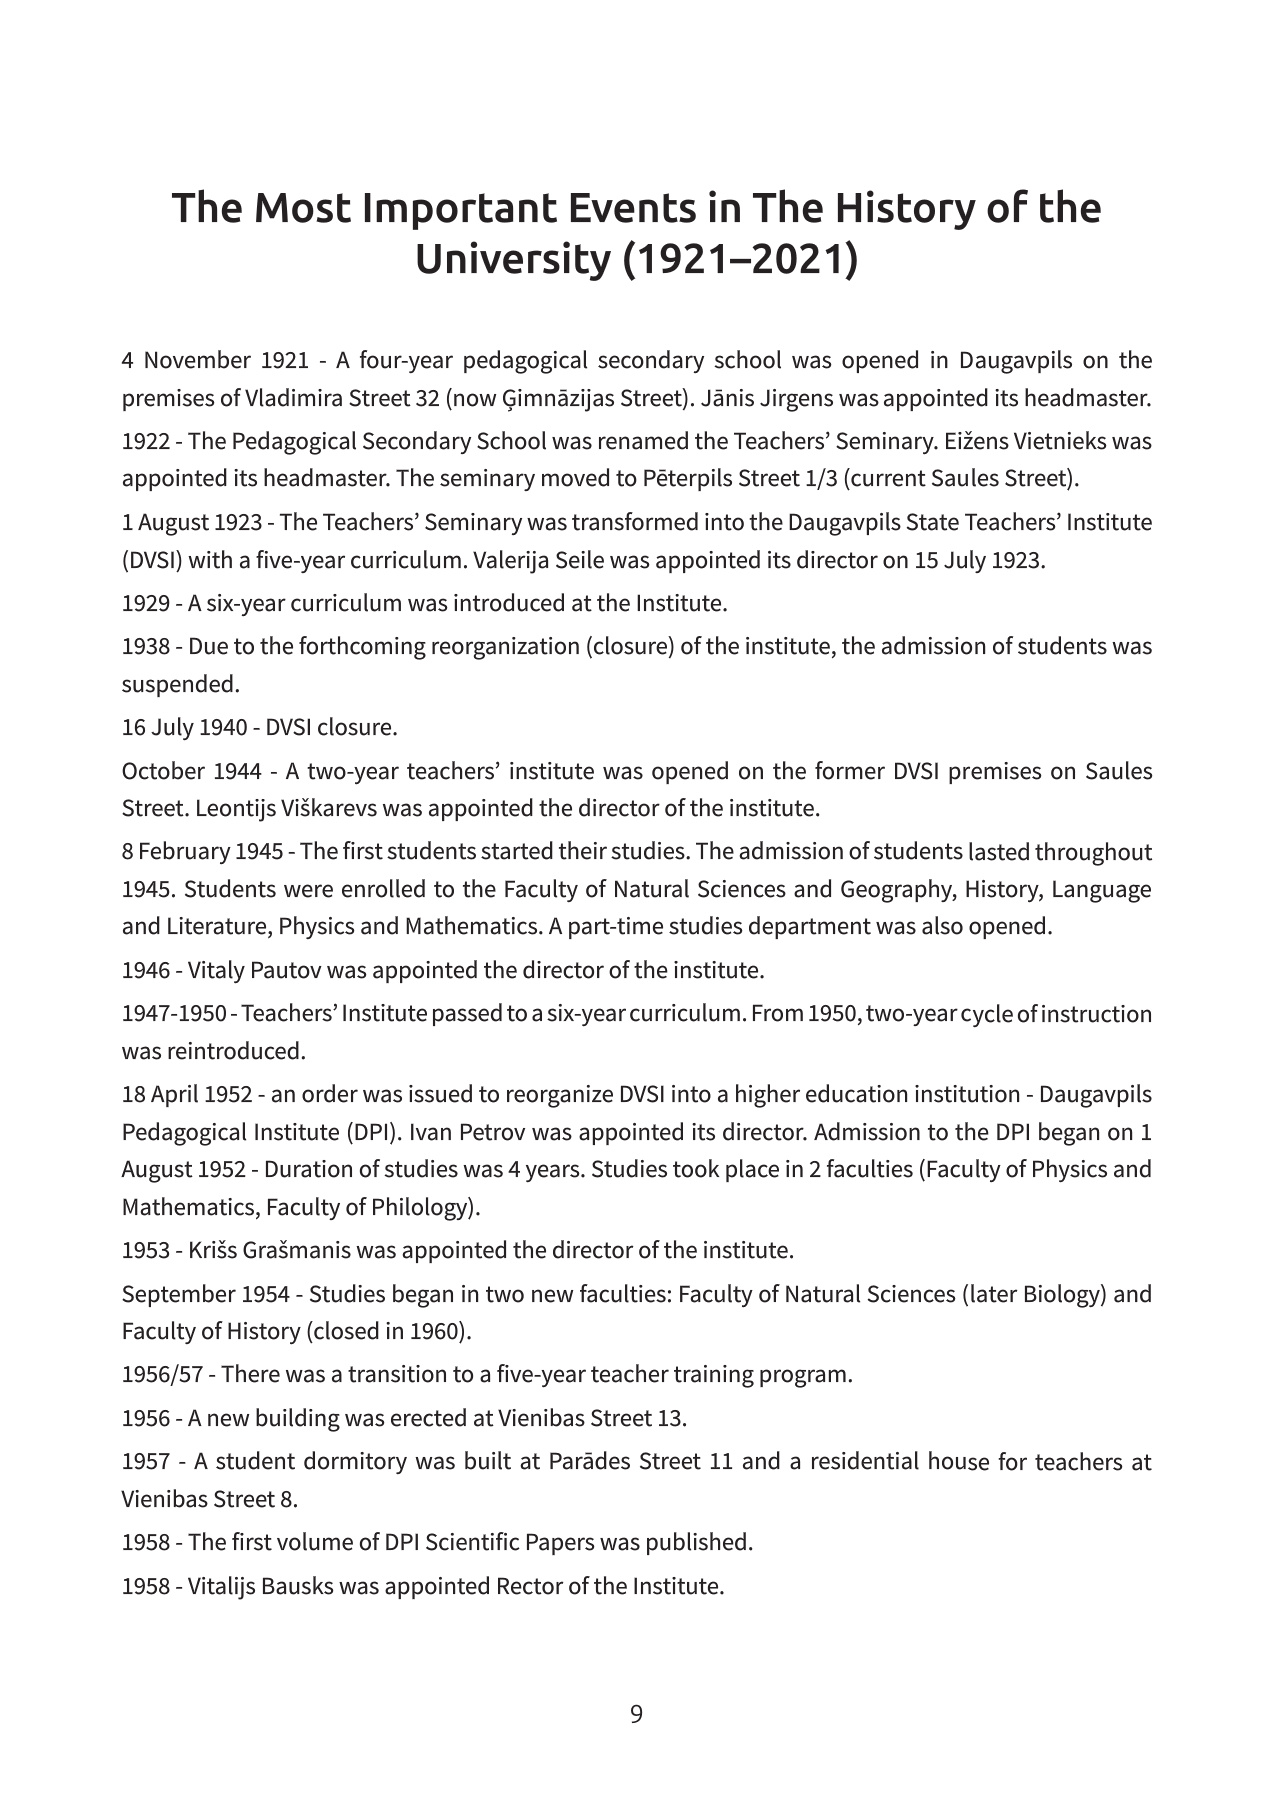 The Most Important Events in The History of the
University (1921–2021)
4 November 1921 - A four-year pedagogical secondary school was opened in Daugavpils on the
premises of Vladimira Street 32 (now Ģimnāzijas Street). Jānis Jirgens was appointed its headmaster.
1922 - The Pedagogical Secondary School was renamed the Teachers’ Seminary. Eižens Vietnieks was
appointed its headmaster. The seminary moved to Pēterpils Street 1/3 (current Saules Street).
1 August 1923 - The Teachers’ Seminary was transformed into the Daugavpils State Teachers’ Institute
(DVSI) with a five-year curriculum. Valerija Seile was appointed its director on 15 July 1923.
1929 - A six-year curriculum was introduced at the Institute.
1938 - Due to the forthcoming reorganization (closure) of the institute, the admission of students was
suspended.
16 July 1940 - DVSI closure.
October 1944 - A two-year teachers’ institute was opened on the former DVSI premises on Saules
Street. Leontijs Viškarevs was appointed the director of the institute.
8 February 1945 - The first students started their studies. The admission of students lasted throughout
1945. Students were enrolled to the Faculty of Natural Sciences and Geography, History, Language
and Literature, Physics and Mathematics. A part-time studies department was also opened.
1946 - Vitaly Pautov was appointed the director of the institute.
1947-1950 - Teachers’ Institute passed to a six-year curriculum. From 1950, two-year cycle of instruction
was reintroduced.
18 April 1952 - an order was issued to reorganize DVSI into a higher education institution - Daugavpils
Pedagogical Institute (DPI). Ivan Petrov was appointed its director. Admission to the DPI began on 1
August 1952 - Duration of studies was 4 years. Studies took place in 2 faculties (Faculty of Physics and
Mathematics, Faculty of Philology).
1953 - Krišs Grašmanis was appointed the director of the institute.
September 1954 - Studies began in two new faculties: Faculty of Natural Sciences (later Biology) and
Faculty of History (closed in 1960).
1956/57 - There was a transition to a five-year teacher training program.
1956 - A new building was erected at Vienibas Street 13.
1957 - A student dormitory was built at Parādes Street 11 and a residential house for teachers at
Vienibas Street 8.
1958 - The first volume of DPI Scientific Papers was published.
1958 - Vitalijs Bausks was appointed Rector of the Institute.
9